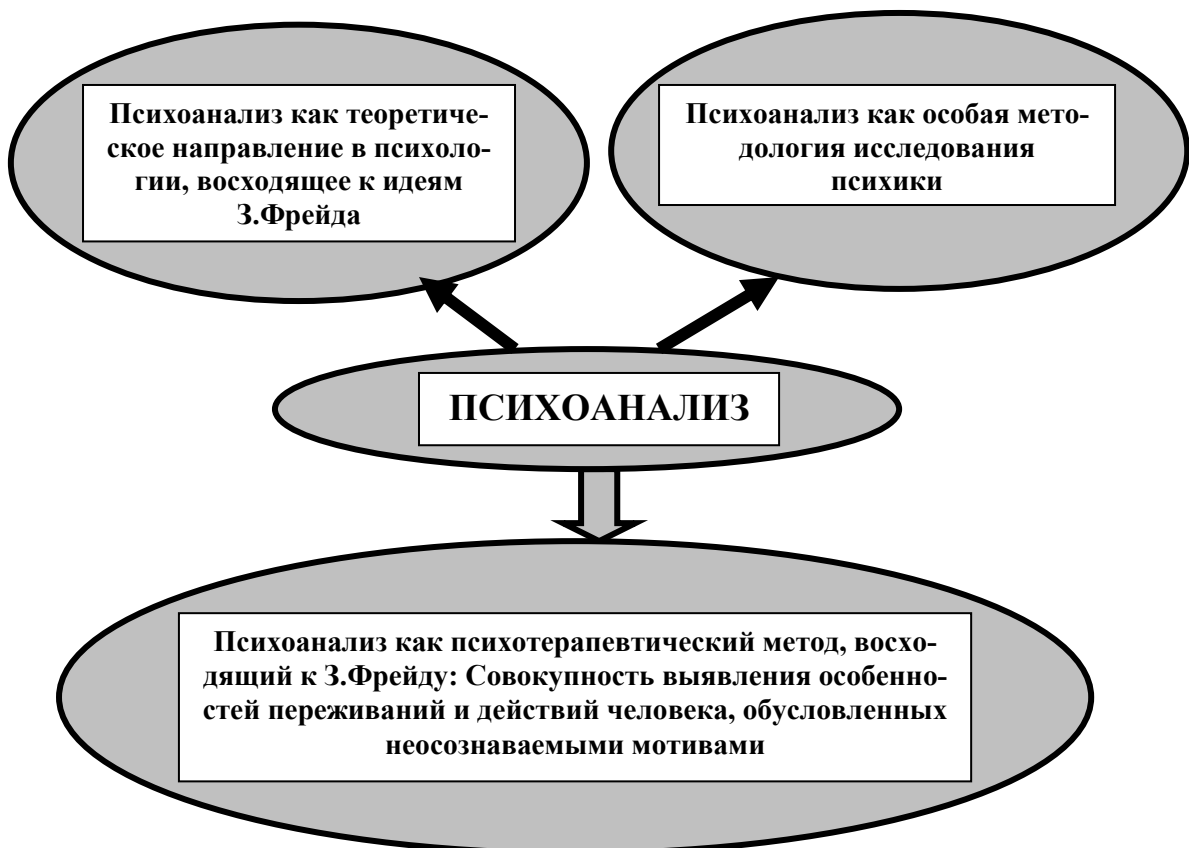 Психоанализ как теоретиче-
ское направление в психоло-
гии, восходящее к идеям
З.Фрейда
Психоанализ как особая мето-
дология исследования
психики
ПСИХОАНАЛИЗ
Психоанализ как психотерапевтический метод, восхо-
дящий к З.Фрейду: Совокупность выявления особенно-
стей переживаний и действий человека, обусловленных
неосознаваемыми мотивами